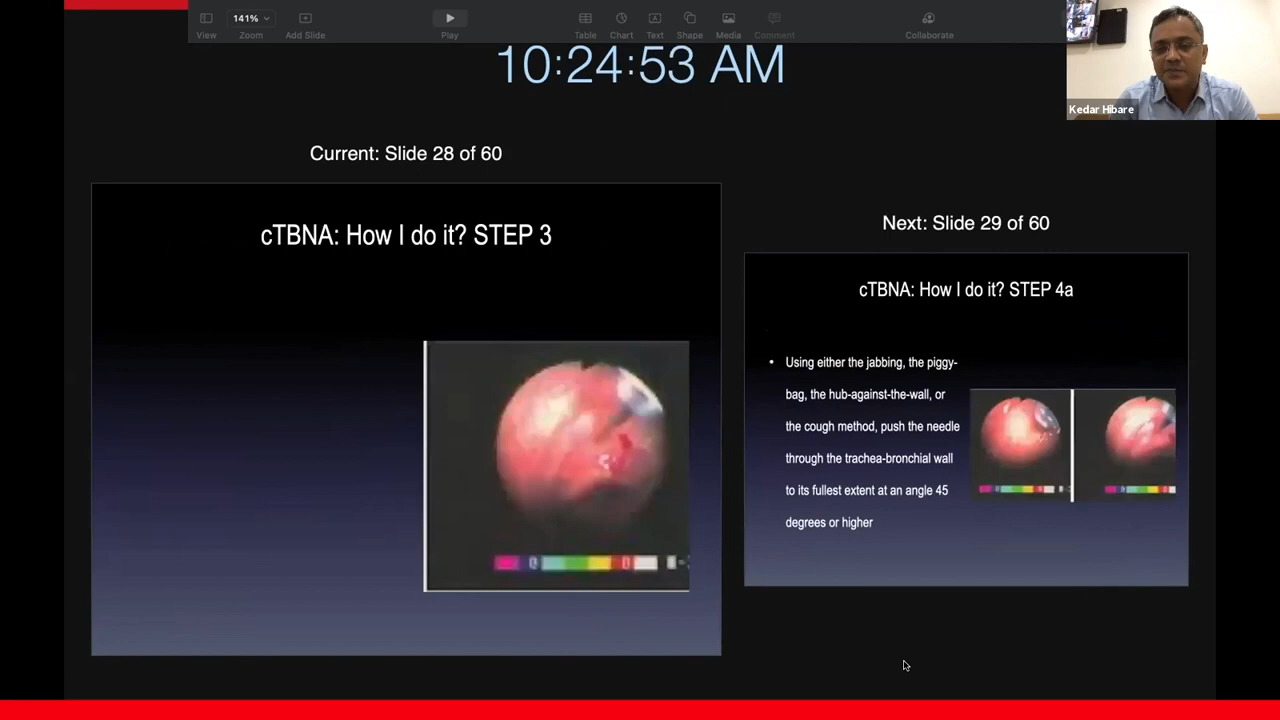 141%
View
Zoom
Add Slide
Play
Table
Chart
Text
Shape
Media
Comment
Collaborate
10:24:53 AM
Kedar Hibare
Current: Slide 28 of 60
cTBNA: How I do it? STEP 3
Next: Slide 29 of 60
cTBNA: How I do it? STEP 4a
• Using either the jabbing, the piggy-
bag, the hub-against-the-wall, or
the cough method, push the needle
through the trachea-bronchial wall
to its fullest extent at an angle 45
degrees or higher